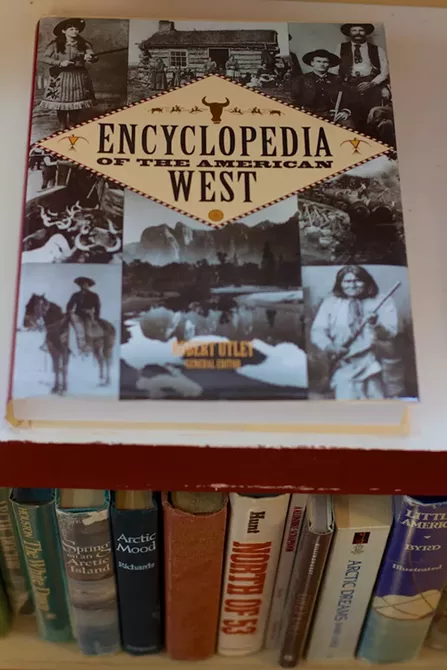 ENCYCLOPEDIA
OF THE AMERICAN
WEST
ROBERT UTLEY
GENERAL EDITOR
Spring
on an
Arctic
Island
Arctic
Mood
Richards
Hunt
NORTH OF 53
ARCTIC DREAMS
LITTLE
AMERICA
BYRD
Illustrated